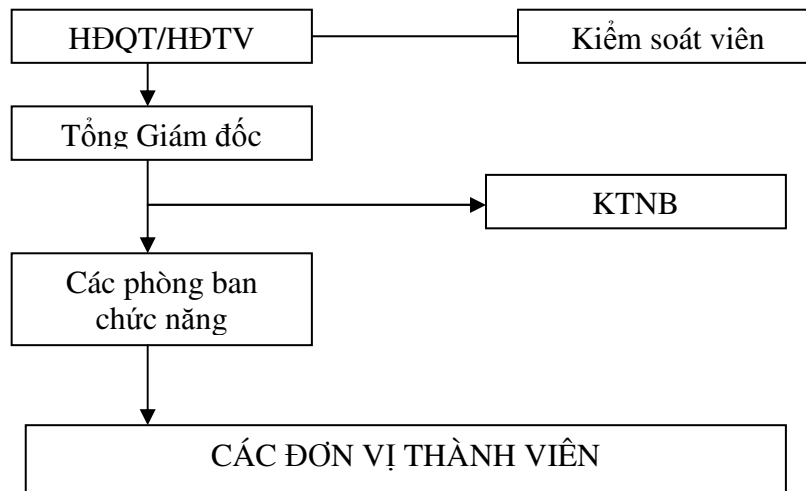 HĐQT/HĐTV
Kiểm soát viên
Tổng Giám đốc
KTNB
Các phòng ban
chức năng
CÁC ĐƠN VỊ THÀNH VIÊN